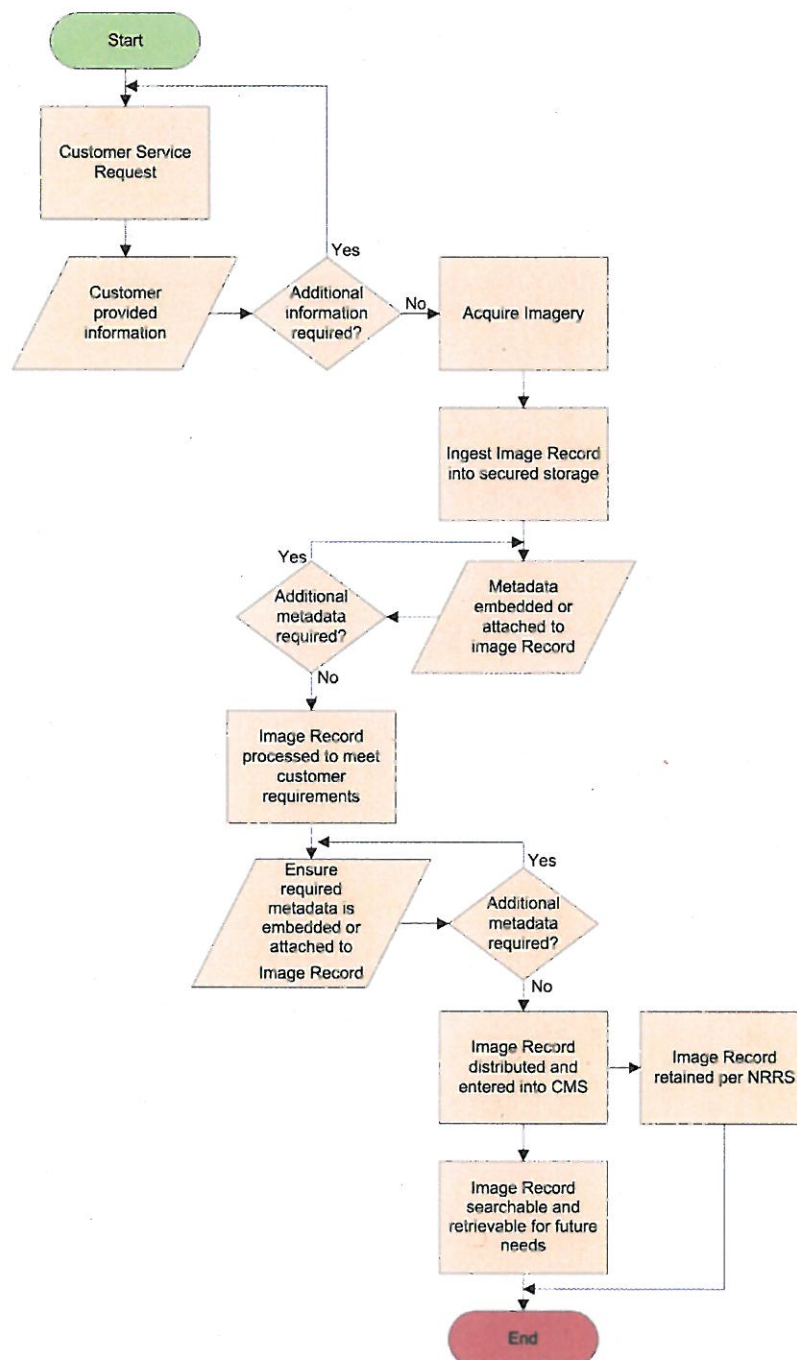 Start
Customer Service
Request
Yes
Customer
provided
information
Additional
information
required?
No
Acquire Imagery
Ingest Image Record
into secured storage
Yes
Additional
metadata
required?
Metadata
embedded or
attached to
image Record
No
Image Record
processed to meet
customer
requirements
Yes
Ensure
required
metadata is
embedded or
attached to
Image Record
Additional
metadata
required?
No
Image Record
distributed and
entered into CMS
Image Record
retained per NRRS
Image Record
searchable and
retrievable for future
needs
End